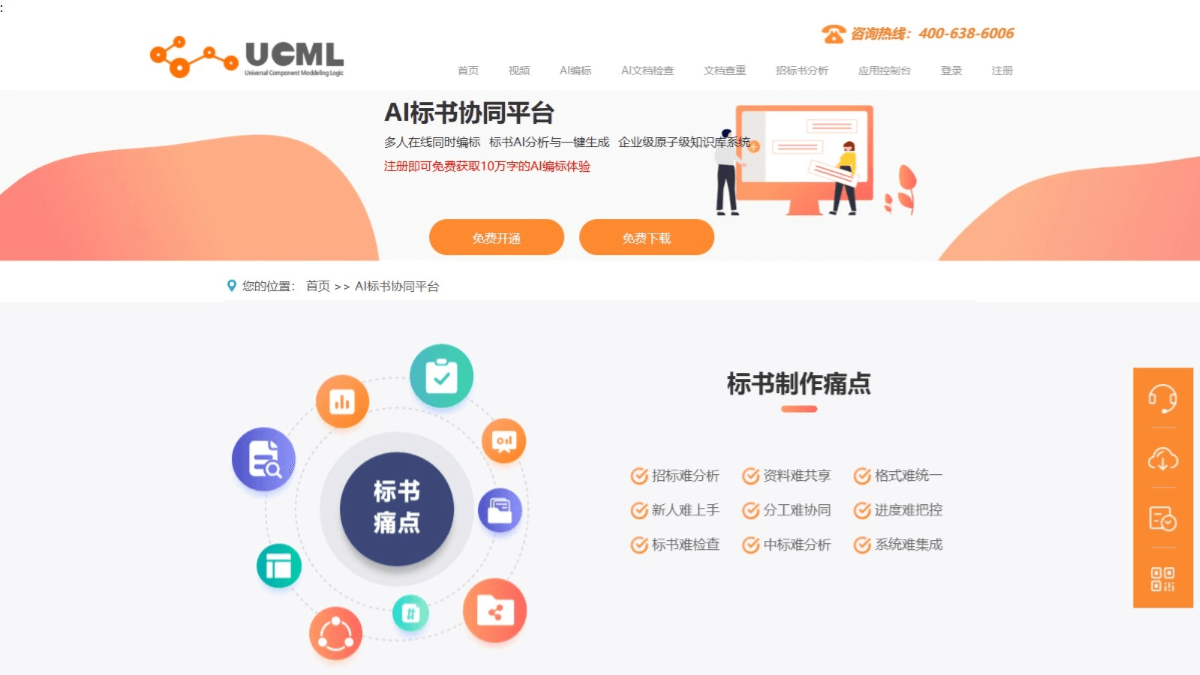 :
咨询热线：400-638-6006
UCML
Universal Component Moddeling Logic
首页 视频 AI编标 AI文档检查 文档查重 招标书分析 应用控制台 登录 注册
AI标书协同平台
多人在线同时编标 标书AI分析与一键生成 企业级原子级知识库系统
注册即可免费获取10万字的AI编标体验
免费开通 免费下载
您的位置： 首页 >> AI标书协同平台
标书制作痛点
标书
痛点
招标难分析 资料难共享 格式难统一
新人难上手 分工难协同 进度难把控
标书难检查 中标难分析 系统难集成